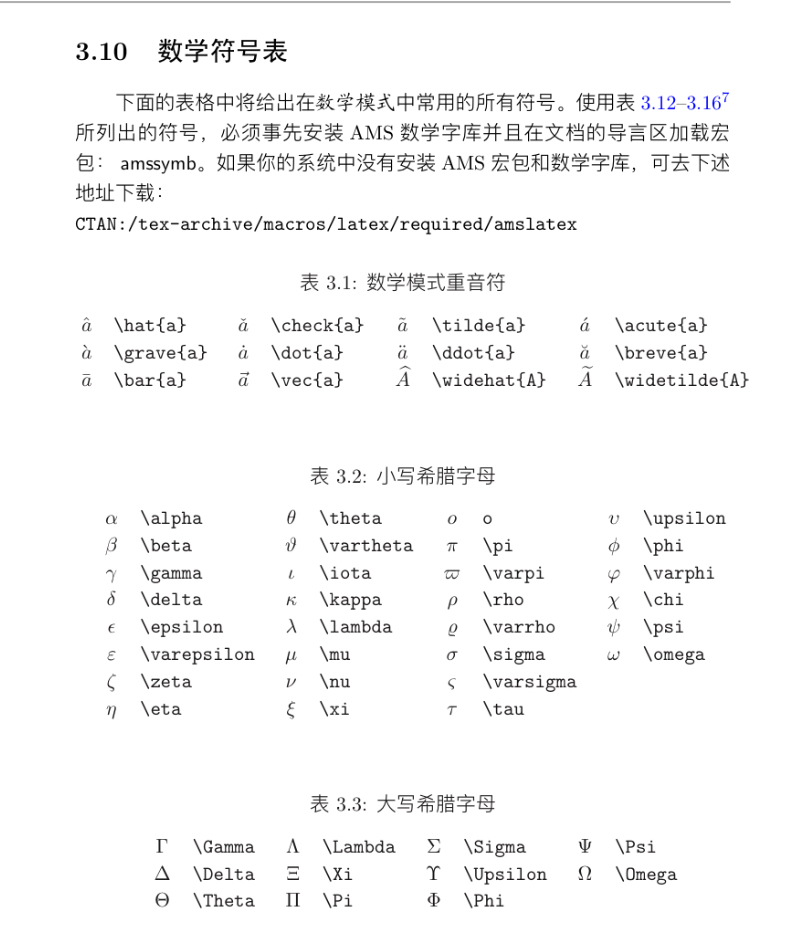 3.10 数学符号表
下面的表格中将给出在数学模式中常用的所有符号。使用表 3.12–3.16⁷
所列出的符号，必须事先安装 AMS 数学字库并且在文档的导言区加载宏
包： amssymb。如果你的系统中没有安装 AMS 宏包和数学字库，可去下述
地址下载：
CTAN:/tex-archive/macros/latex/required/amslatex
表 3.1: 数学模式重音符
â \hat{a} ǎ \check{a} ã \tilde{a} á \acute{a}
à \grave{a} ȧ \dot{a} ä \ddot{a} ă \breve{a}
ā \bar{a} a⃗ \vec{a} Â \widehat{A} Ã \widetilde{A}
表 3.2: 小写希腊字母
α \alpha θ \theta o o υ \upsilon
β \beta ϑ \vartheta π \pi ϕ \phi
γ \gamma ι \iota ϖ \varpi φ \varphi
δ \delta κ \kappa ρ \rho χ \chi
ϵ \epsilon λ \lambda ϱ \varrho ψ \psi
ε \varepsilon μ \mu σ \sigma ω \omega
ζ \zeta ν \nu ς \varsigma
η \eta ξ \xi τ \tau
表 3.3: 大写希腊字母
Γ \Gamma Λ \Lambda Σ \Sigma Ψ \Psi
Δ \Delta Ξ \Xi Υ \Upsilon Ω \Omega
Θ \Theta Π \Pi Φ \Phi